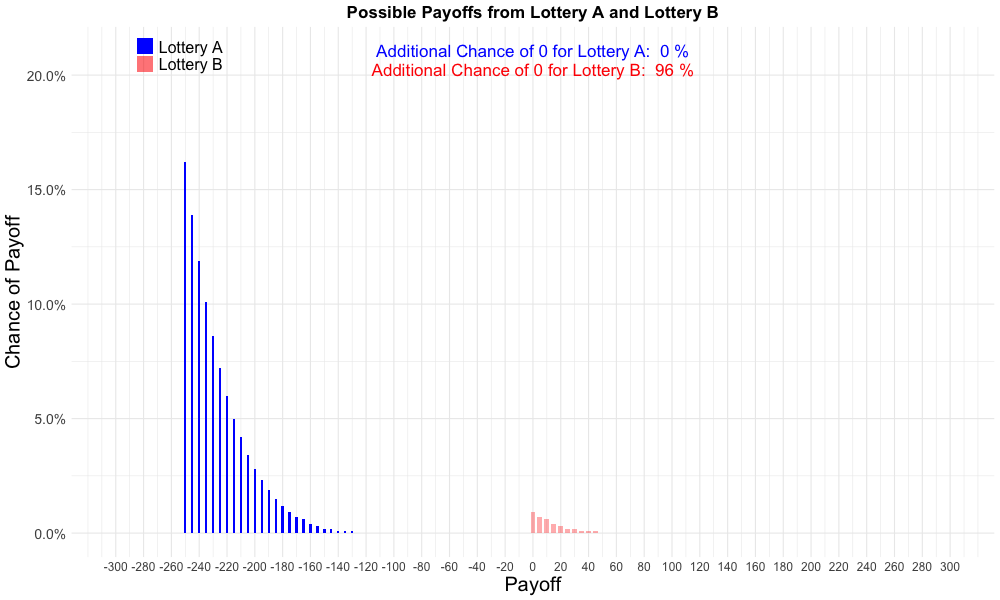 Possible Payoffs from Lottery A and Lottery B
Lottery A
Lottery B
Additional Chance of 0 for Lottery A:  0 %
Additional Chance of 0 for Lottery B:  96 %
Chance of Payoff
20.0%
15.0%
10.0%
5.0%
0.0%
-300 -280 -260 -240 -220 -200 -180 -160 -140 -120 -100 -80 -60 -40 -20 0 20 40 60 80 100 120 140 160 180 200 220 240 260 280 300
Payoff